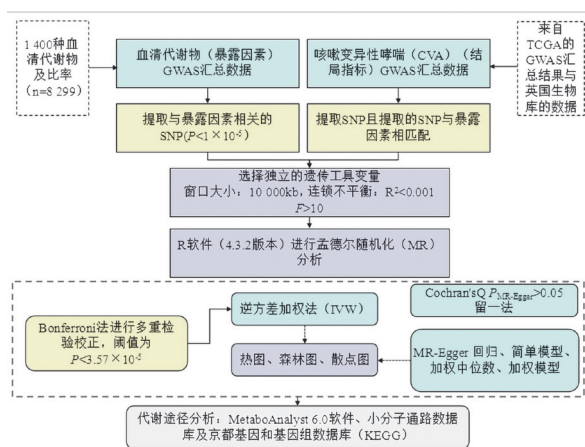 1 400种血
清代谢物
及比率
(n=8 299)
血清代谢物（暴露因素）
GWAS汇总数据
咳嗽变异性哮喘（CVA）（结
局指标）GWAS汇总数据
来自
TCGA的
GWAS汇
总结果与
英国生物
库的数据
提取与暴露因素相关的
SNP(P<1×10⁻⁵)
提取SNP且提取的SNP与暴露
因素相匹配
选择独立的遗传工具变量
窗口大小：10 000kb，连锁不平衡：R²<0.001
F>10
R软件（4.3.2版本）进行孟德尔随机化（MR）
分析
Bonferroni法进行多重检
验校正，阈值为
P<3.57×10⁻⁵
逆方差加权法（IVW）
热图、森林图、散点图
Cochran'sQ P_MR-Egger>0.05
留一法
MR-Egger 回归、简单模型、
加权中位数、加权模型
代谢途径分析：MetaboAnalyst 6.0软件、小分子通路数据
库及京都基因和基因组数据库（KEGG）